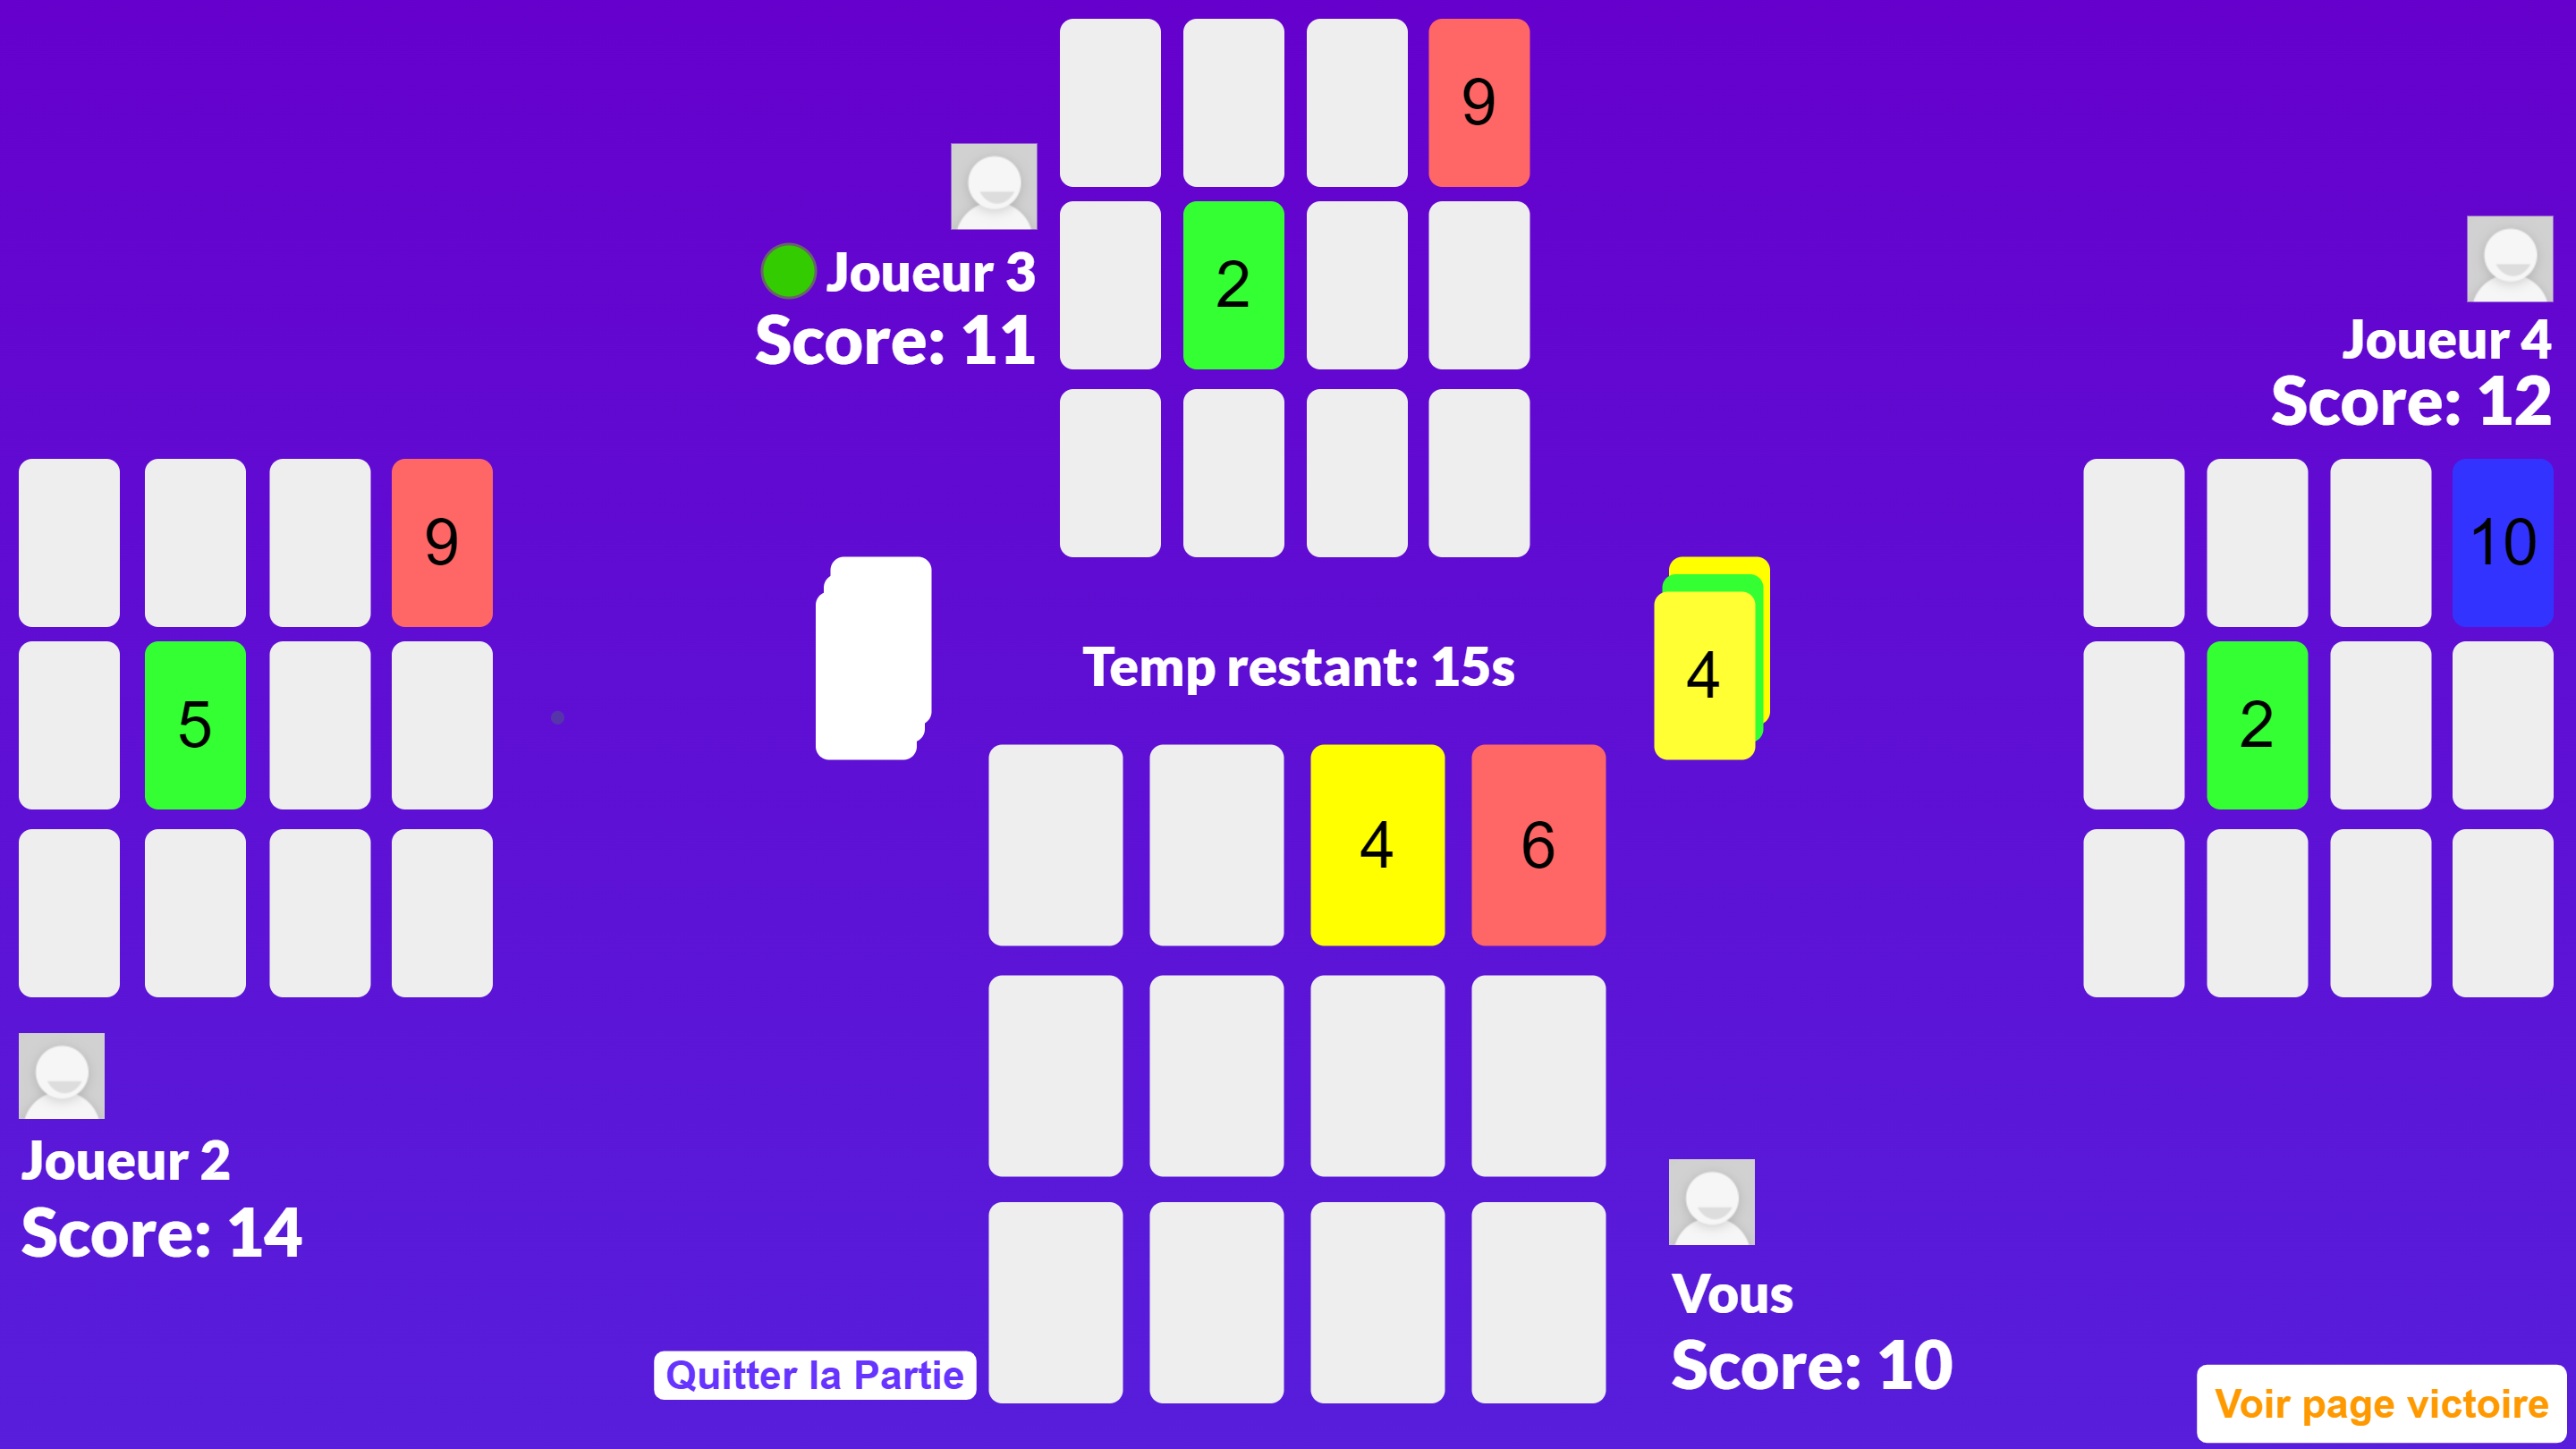 9
2
Joueur 3
Score: 11
Joueur 4
Score: 12
9
5
10
2
Temp restant: 15s
4
4
6
Joueur 2
Score: 14
Vous
Score: 10
Quitter la Partie
Voir page victoire